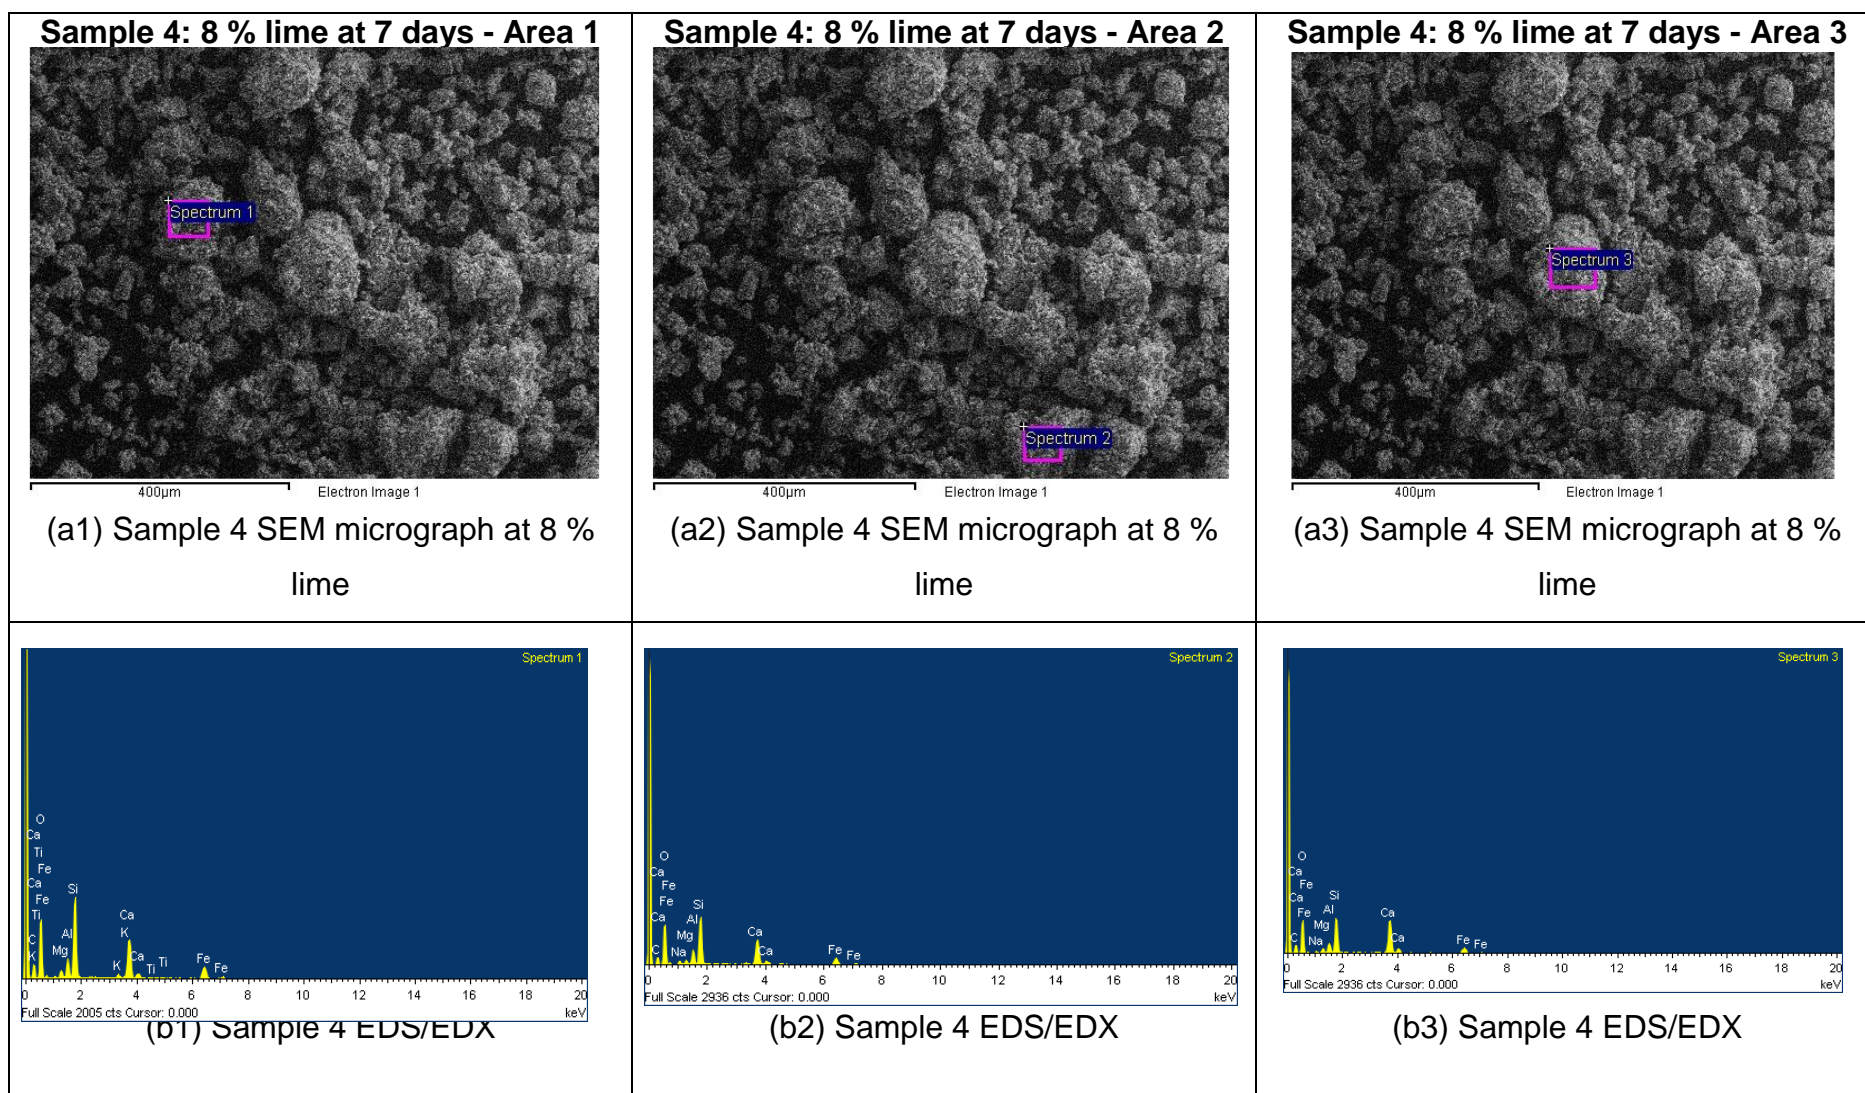 Sample 4: 8 % lime at 7 days - Area 1
Spectrum 1
400µm
Electron Image 1
(a1) Sample 4 SEM micrograph at 8 %
lime
Sample 4: 8 % lime at 7 days - Area 2
Spectrum 2
400µm
Electron Image 1
(a2) Sample 4 SEM micrograph at 8 %
lime
Sample 4: 8 % lime at 7 days - Area 3
Spectrum 3
400µm
Electron Image 1
(a3) Sample 4 SEM micrograph at 8 %
lime
Spectrum 1
O
Ca
Ti
Fe
Ca Si
Fe
Ti Ca
C Al K
K Mg Ca Fe
K Ti Ti Fe
0 2 4 6 8 10 12 14 16 18 20
Full Scale 2005 cts Cursor: 0.000 keV
(b1) Sample 4 EDS/EDX
Spectrum 2
O
Ca
Fe
Fe Si
Ca Al
Mg Ca
C Na Ca Fe Fe
0 2 4 6 8 10 12 14 16 18 20
Full Scale 2936 cts Cursor: 0.000 keV
(b2) Sample 4 EDS/EDX
Spectrum 3
O
Ca
Fe
Ca Si
Fe Al Ca
Mg
C Na Ca Fe Fe
0 2 4 6 8 10 12 14 16 18 20
Full Scale 2936 cts Cursor: 0.000 keV
(b3) Sample 4 EDS/EDX